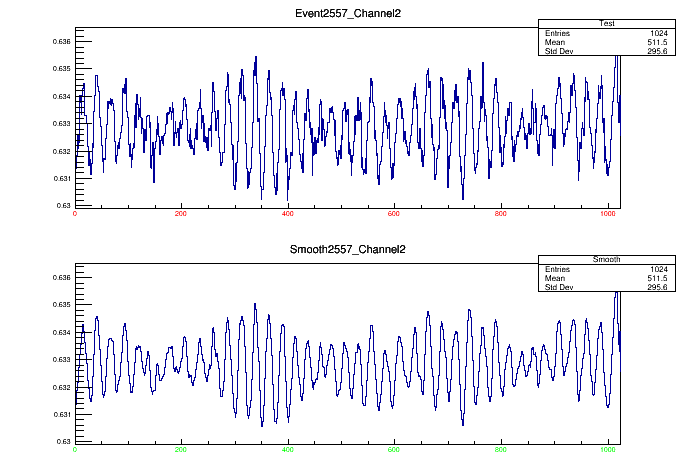 Event2557_Channel2
Test
Entries 1024
Mean 511.5
Std Dev 295.6
0.636
0.635
0.634
0.633
0.632
0.631
0.63
0 200 400 600 800 1000
Smooth2557_Channel2
Smooth
Entries 1024
Mean 511.5
Std Dev 295.6
0.636
0.635
0.634
0.633
0.632
0.631
0.63
0 200 400 600 800 1000